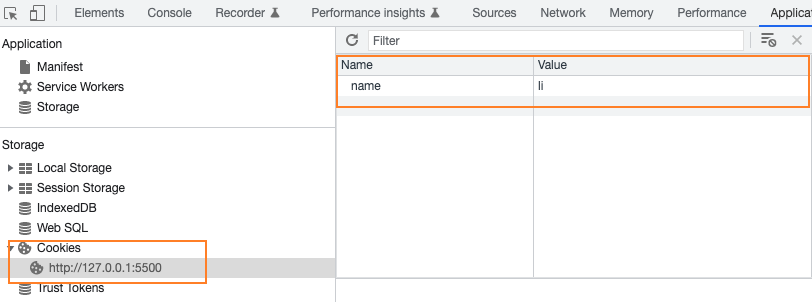 Elements Console Recorder Performance insights Sources Network Memory Performance Applica
Application
Manifest
Service Workers
Storage
Storage
Local Storage
Session Storage
IndexedDB
Web SQL
Cookies
http://127.0.0.1:5500
Trust Tokens
Filter
Name Value
name li